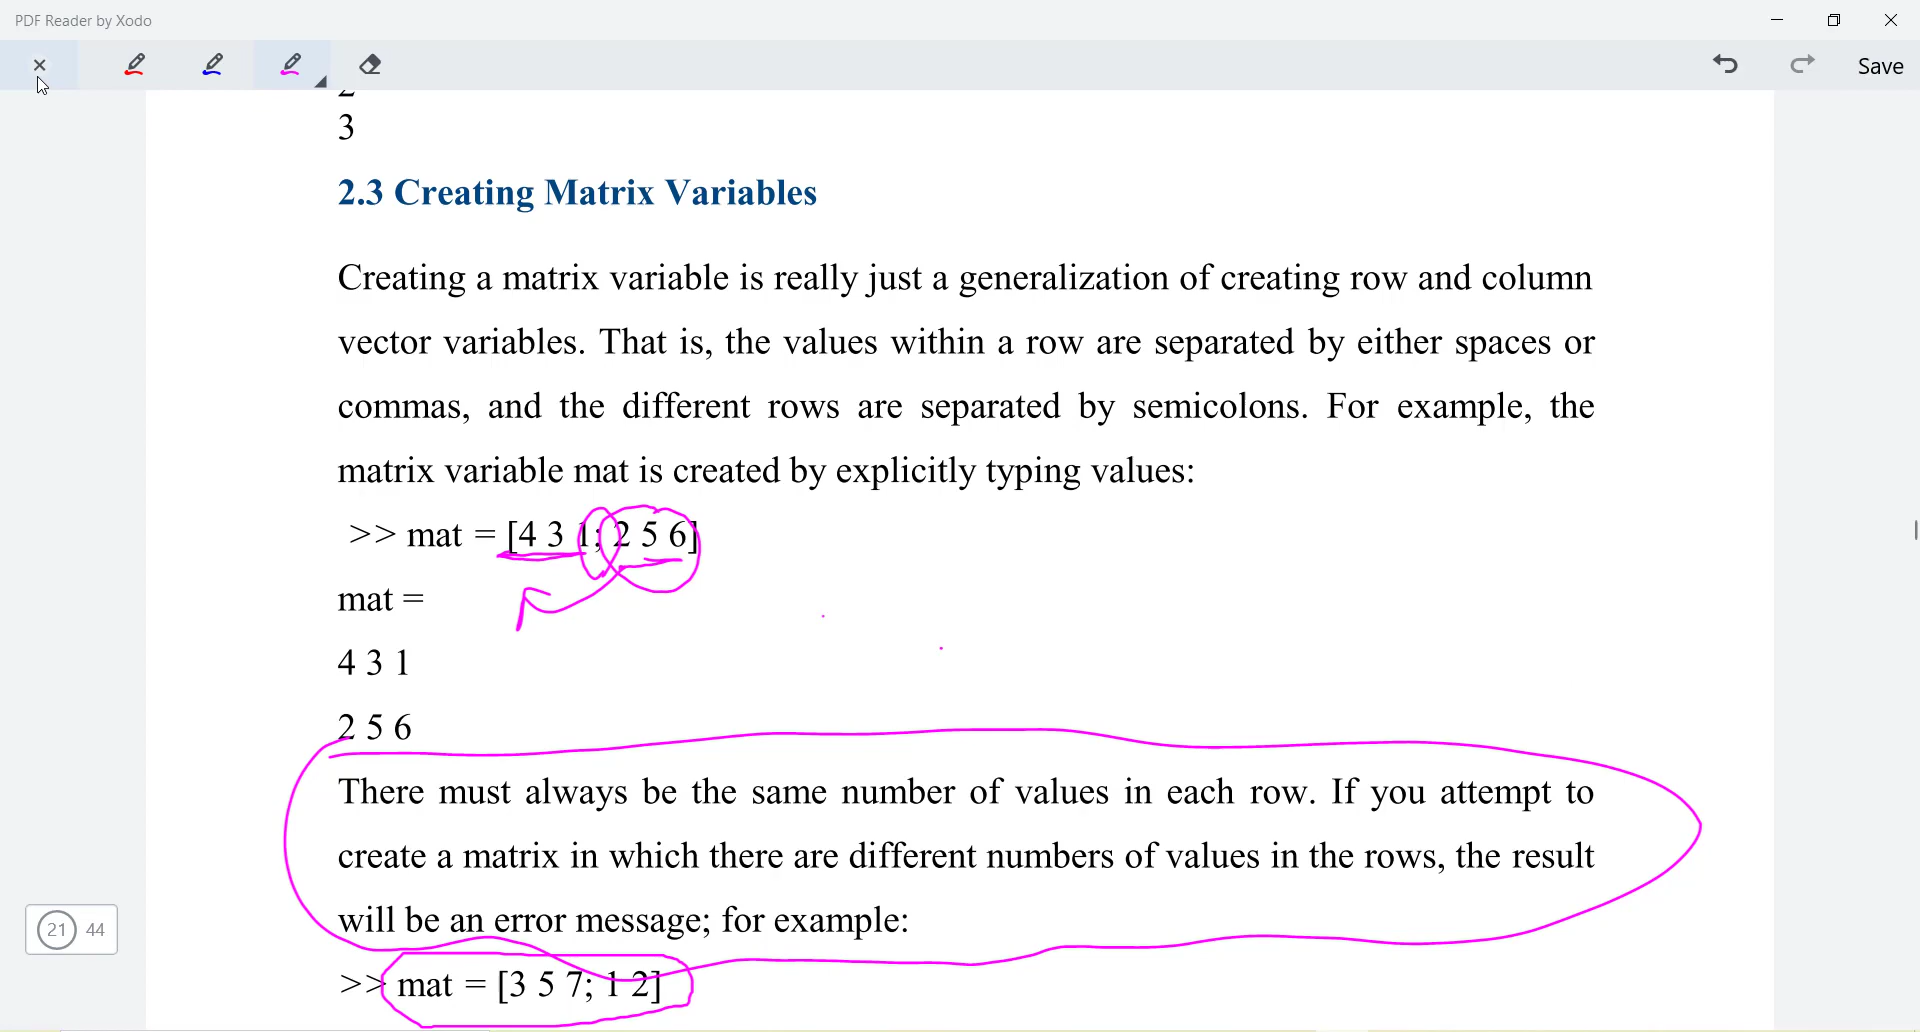 PDF Reader by Xodo
Save
3
2.3 Creating Matrix Variables
Creating a matrix variable is really just a generalization of creating row and column
vector variables. That is, the values within a row are separated by either spaces or
commas, and the different rows are separated by semicolons. For example, the
matrix variable mat is created by explicitly typing values:
>> mat = [4 3 1; 2 5 6]
mat =
4 3 1
2 5 6
There must always be the same number of values in each row. If you attempt to
create a matrix in which there are different numbers of values in the rows, the result
will be an error message; for example:
>> mat = [3 5 7; 1 2]
21 44